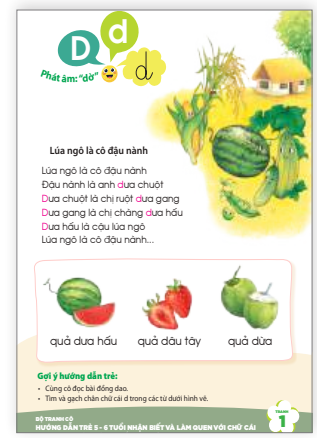 D d
Phát âm: "dờ" d
Lúa ngô là cô đậu nành
Lúa ngô là cô đậu nành
Đậu nành là anh dưa chuột
Dưa chuột là chị ruột dưa gang
Dưa gang là chị chàng dưa hấu
Dưa hấu là cậu lúa ngô
Lúa ngô là cô đậu nành...
quả dưa hấu quả dâu tây quả dừa
Gợi ý hướng dẫn trẻ:
• Cùng cô đọc bài đồng dao.
• Tìm và gạch chân chữ cái d trong các từ dưới hình vẽ.
BỘ TRANH CÔ
HƯỚNG DẪN TRẺ 5 - 6 TUỔI NHẬN BIẾT VÀ LÀM QUEN VỚI CHỮ CÁI
TRANH
1